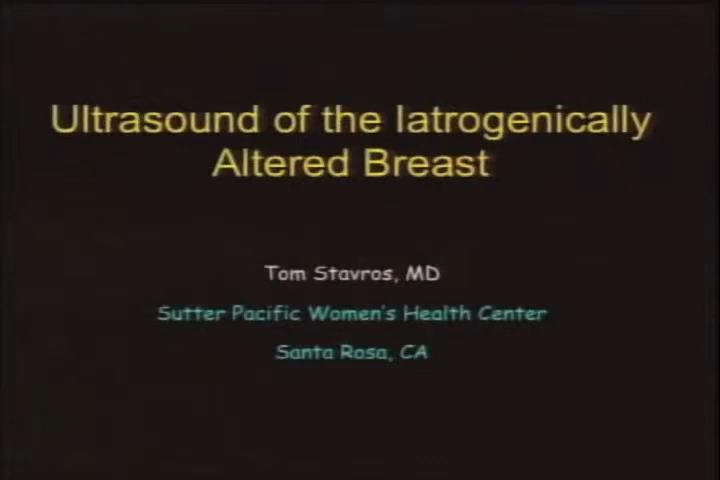 Ultrasound of the Iatrogenically
Altered Breast
Tom Stavros, MD
Sutter Pacific Women's Health Center
Santa Rosa, CA